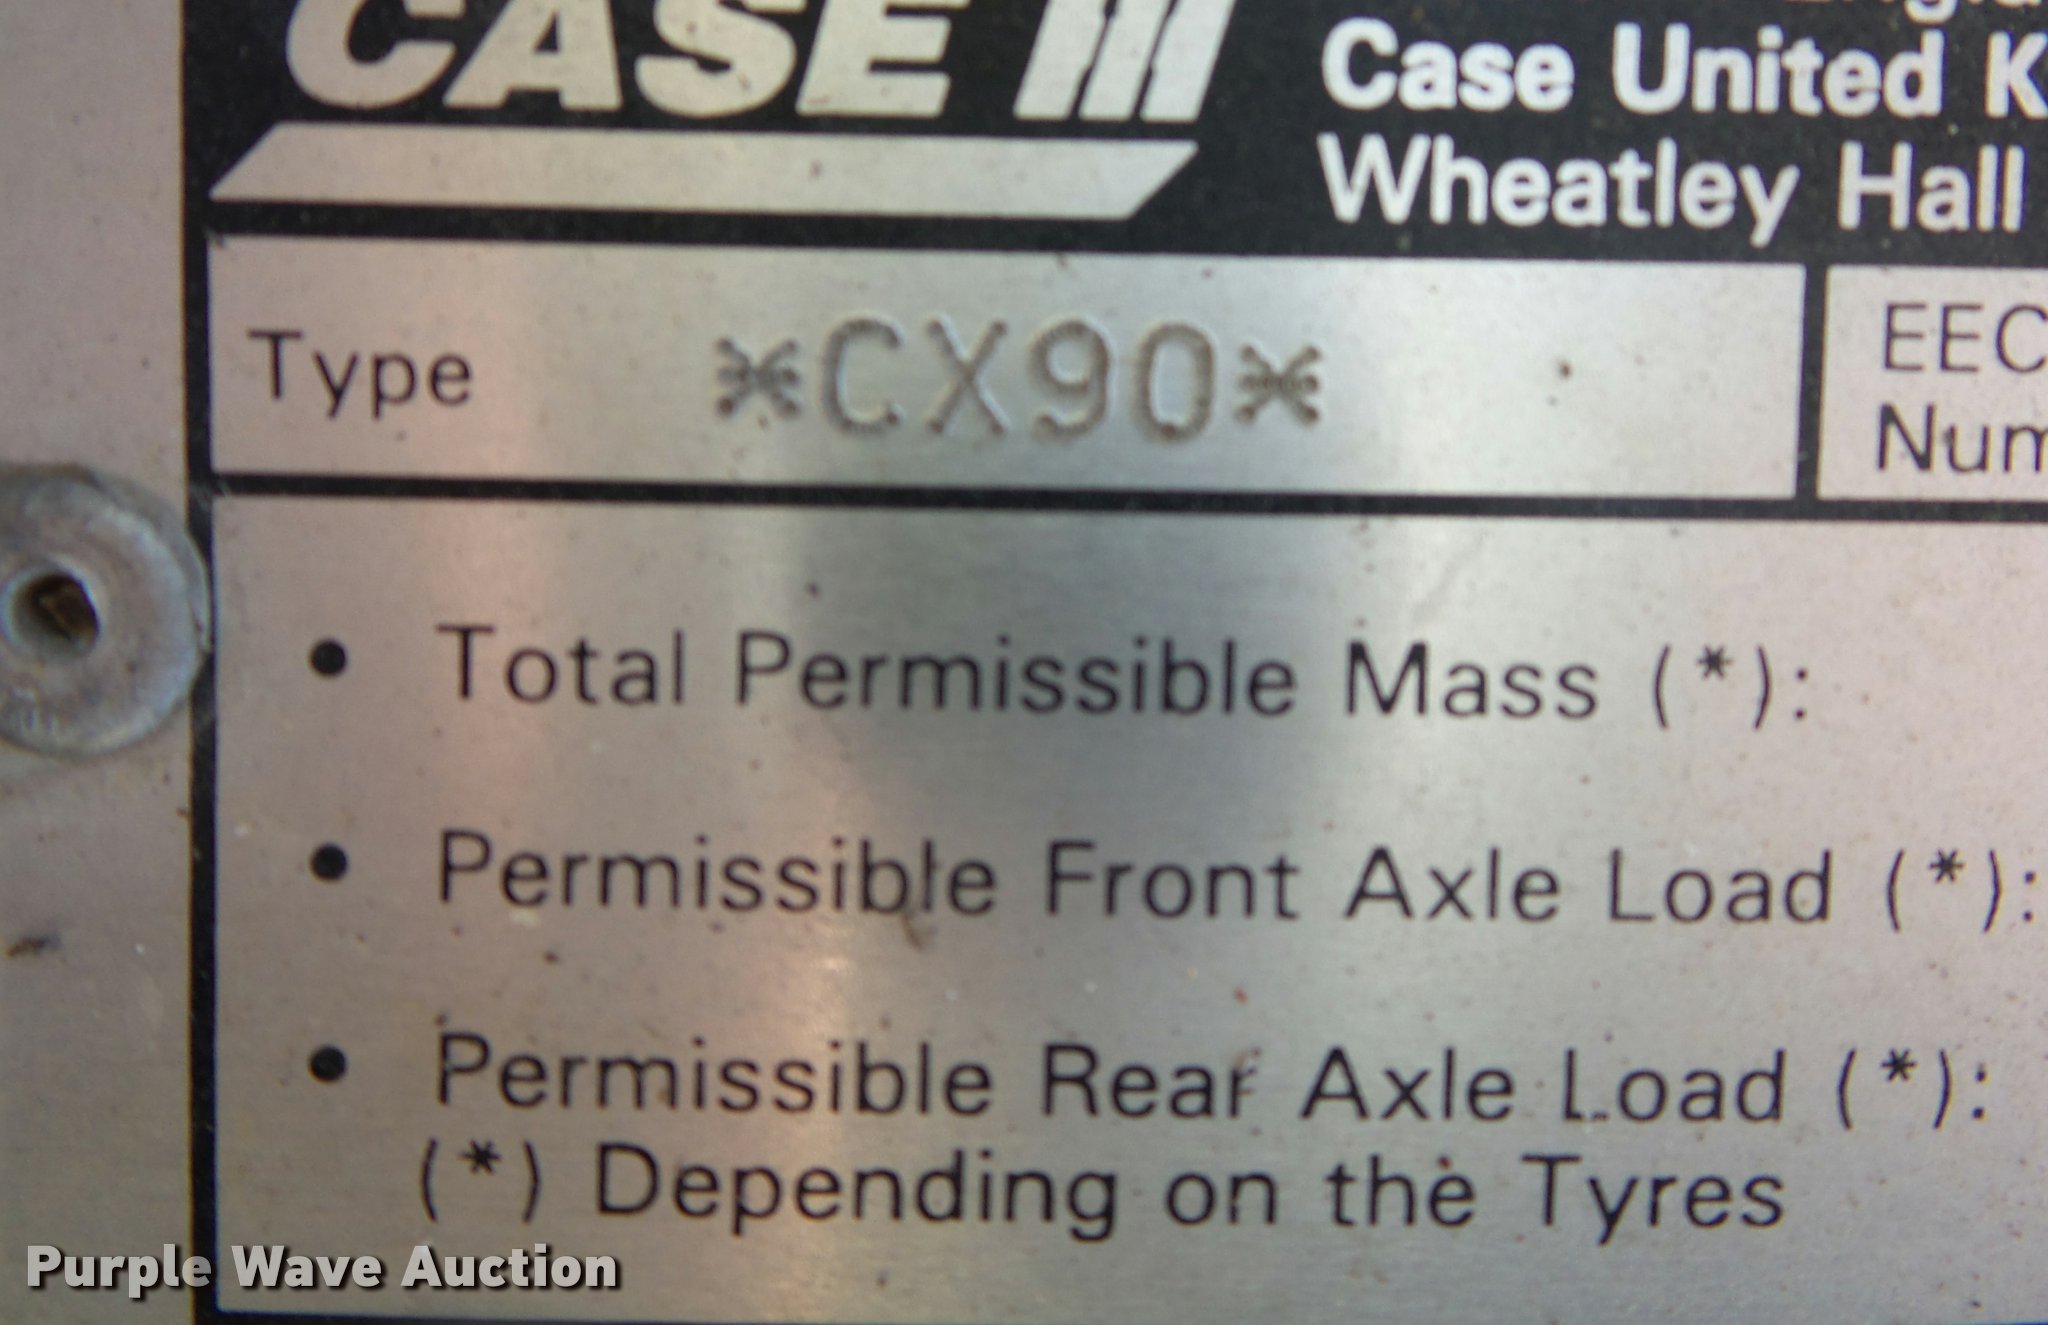 CASE III
Case United K
Wheatley Hall
Type *CX90*
EEC
Num
• Total Permissible Mass (*):
• Permissible Front Axle Load (*):
• Permissible Rear Axle Load (*):
(*) Depending on the Tyres
Purple Wave Auction